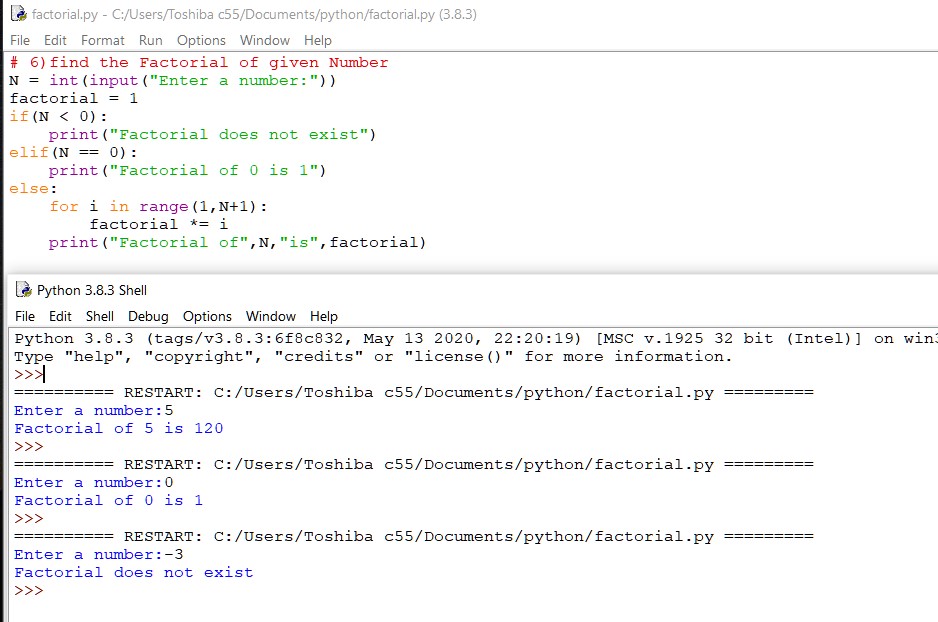 factorial.py - C:/Users/Toshiba c55/Documents/python/factorial.py (3.8.3)
File Edit Format Run Options Window Help
# 6)find the Factorial of given Number
N = int(input("Enter a number:"))
factorial = 1
if(N < 0):
    print("Factorial does not exist")
elif(N == 0):
    print("Factorial of 0 is 1")
else:
    for i in range(1,N+1):
        factorial *= i
    print("Factorial of",N,"is",factorial)
Python 3.8.3 Shell
File Edit Shell Debug Options Window Help
Python 3.8.3 (tags/v3.8.3:6f8c832, May 13 2020, 22:20:19) [MSC v.1925 32 bit (Intel)] on win3
Type "help", "copyright", "credits" or "license()" for more information.
>>>
========== RESTART: C:/Users/Toshiba c55/Documents/python/factorial.py =========
Enter a number:5
Factorial of 5 is 120
>>>
========== RESTART: C:/Users/Toshiba c55/Documents/python/factorial.py =========
Enter a number:0
Factorial of 0 is 1
>>>
========== RESTART: C:/Users/Toshiba c55/Documents/python/factorial.py =========
Enter a number:-3
Factorial does not exist
>>>